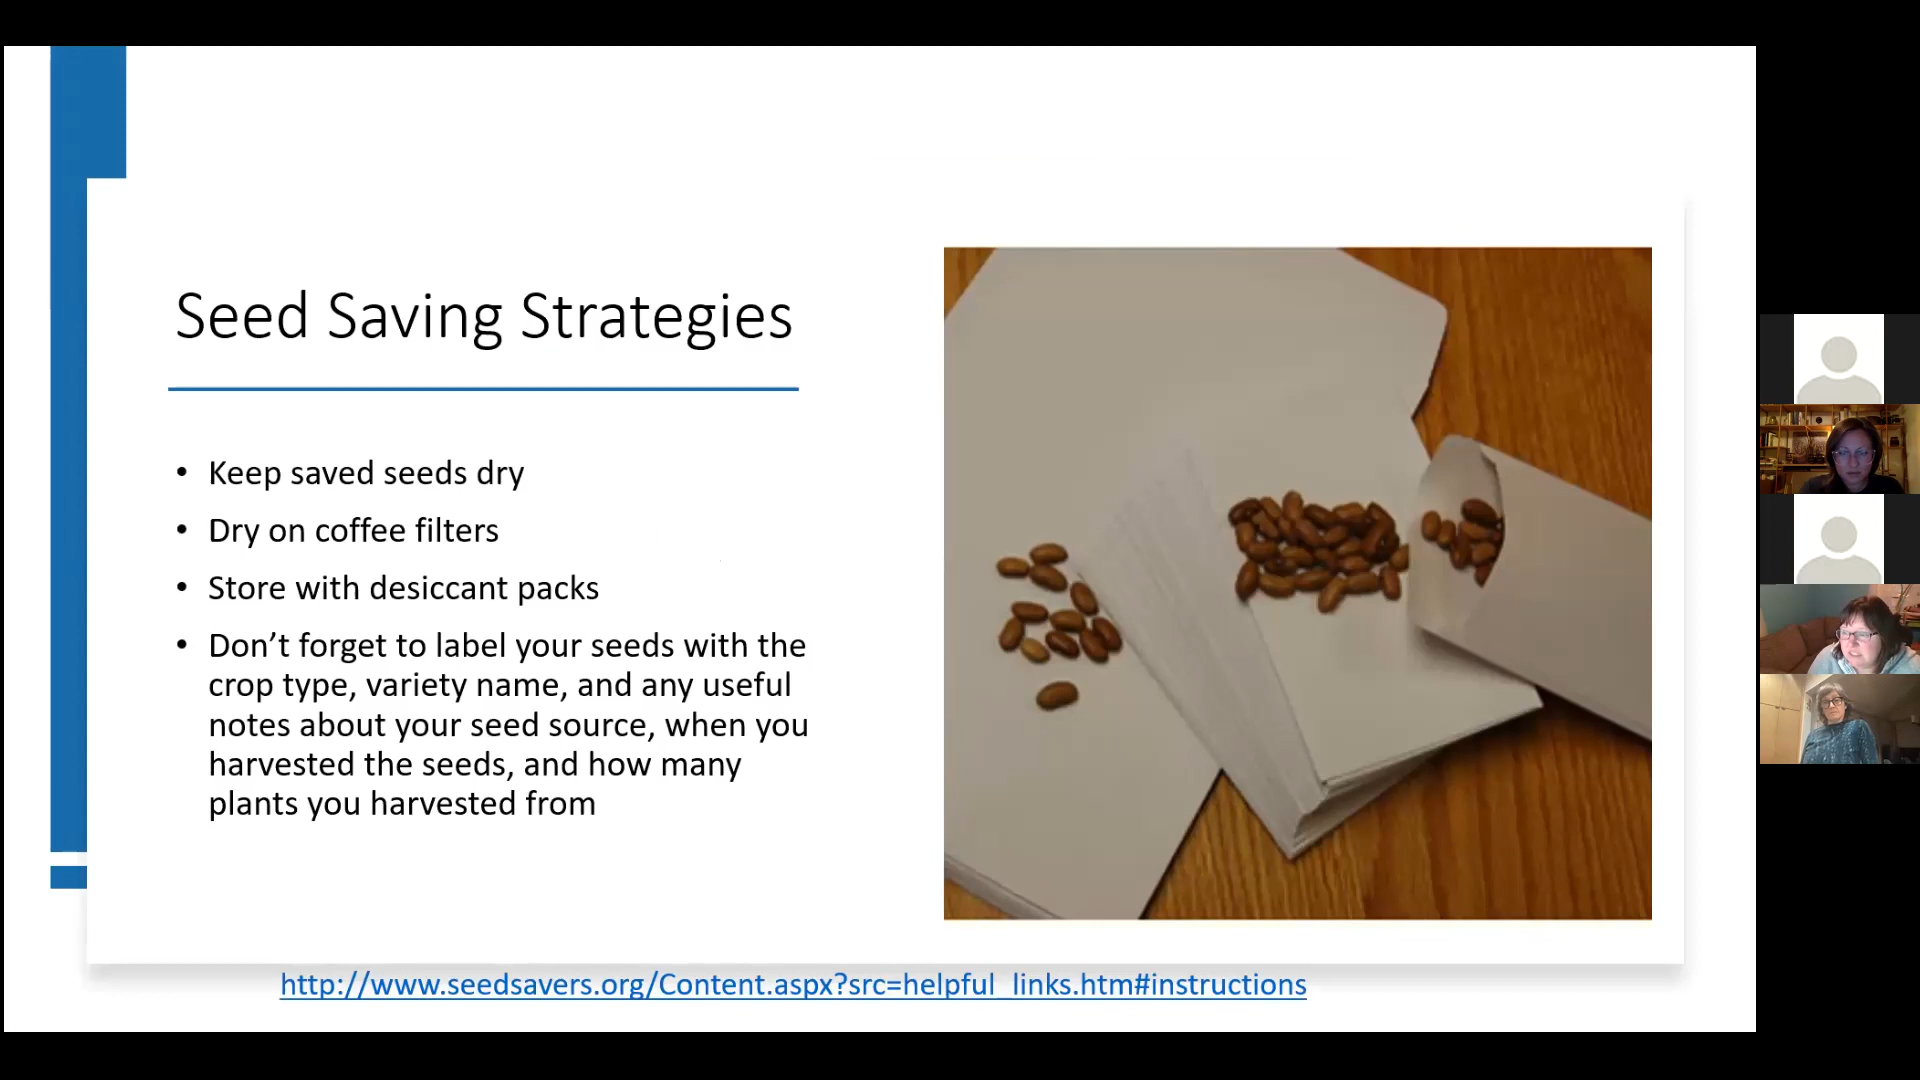 Seed Saving Strategies
• Keep saved seeds dry
• Dry on coffee filters
• Store with desiccant packs
• Don’t forget to label your seeds with the
crop type, variety name, and any useful
notes about your seed source, when you
harvested the seeds, and how many
plants you harvested from
http://www.seedsavers.org/Content.aspx?src=helpful_links.htm#instructions